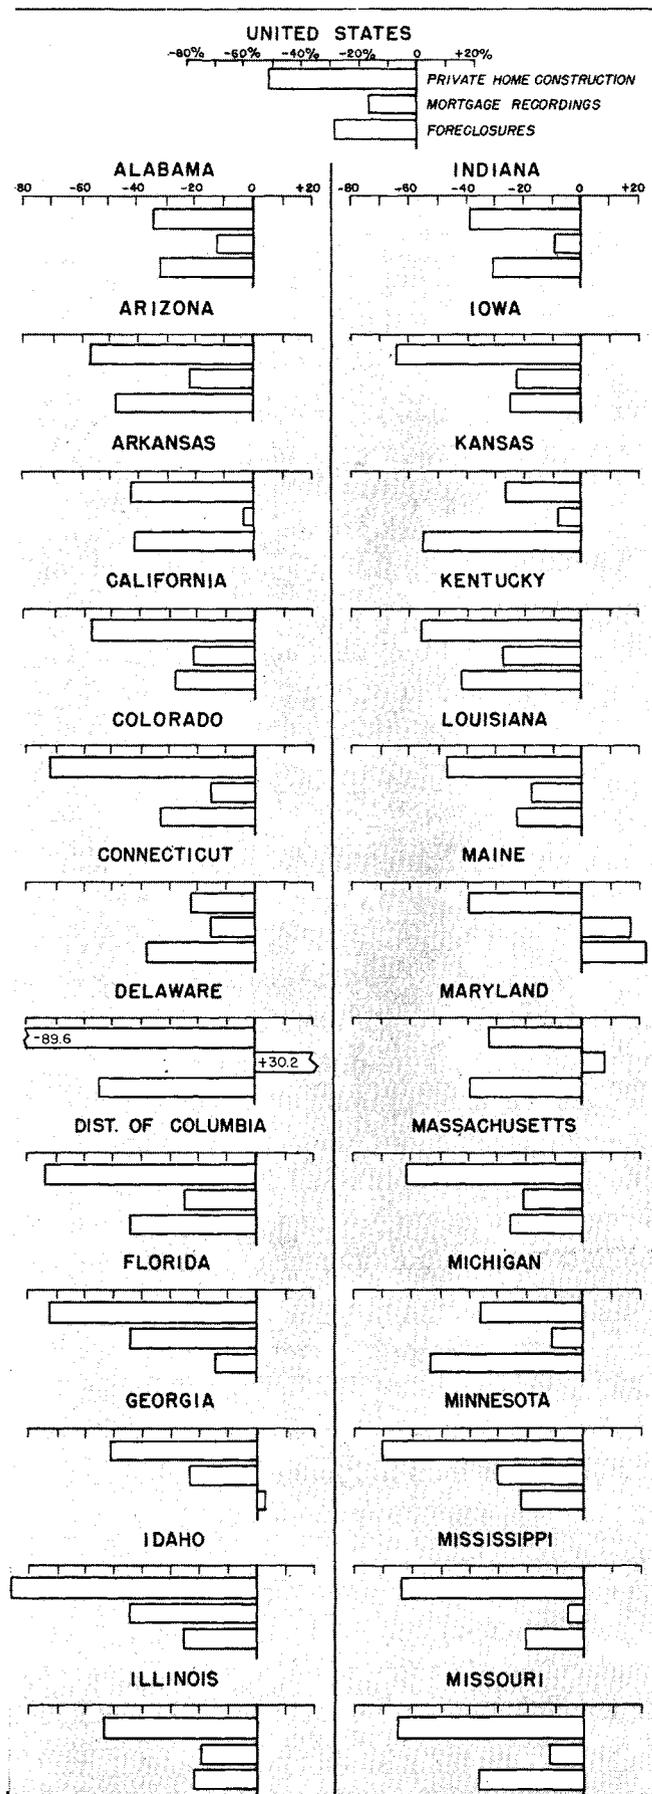 UNITED STATES
-80% -60% -40% -20% 0 +20%
PRIVATE HOME CONSTRUCTION
MORTGAGE RECORDINGS
FORECLOSURES
ALABAMA INDIANA
-80 -60 -40 -20 0 +20 -80 -60 -40 -20 0 +20
ARIZONA IOWA
ARKANSAS KANSAS
CALIFORNIA KENTUCKY
COLORADO LOUISIANA
CONNECTICUT MAINE
DELAWARE MARYLAND
-89.6
+30.2
DIST. OF COLUMBIA MASSACHUSETTS
FLORIDA MICHIGAN
GEORGIA MINNESOTA
IDAHO MISSISSIPPI
ILLINOIS MISSOURI